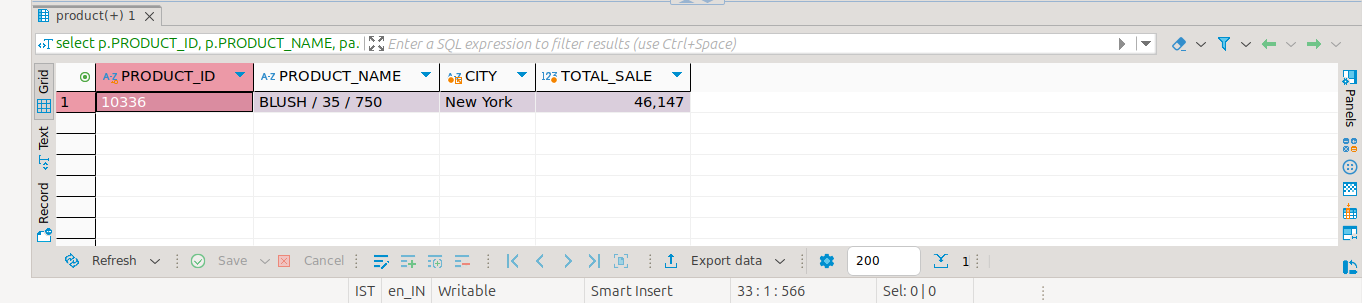 product(+) 1
select p.PRODUCT_ID, p.PRODUCT_NAME, pa. Enter a SQL expression to filter results (use Ctrl+Space)
Grid
Text
Record
PRODUCT_ID PRODUCT_NAME CITY TOTAL_SALE
1 10336 BLUSH / 35 / 750 New York 46,147
Panels
Refresh Save Cancel Export data 200 1
IST en_IN Writable Smart Insert 33 : 1 : 566 Sel: 0 | 0